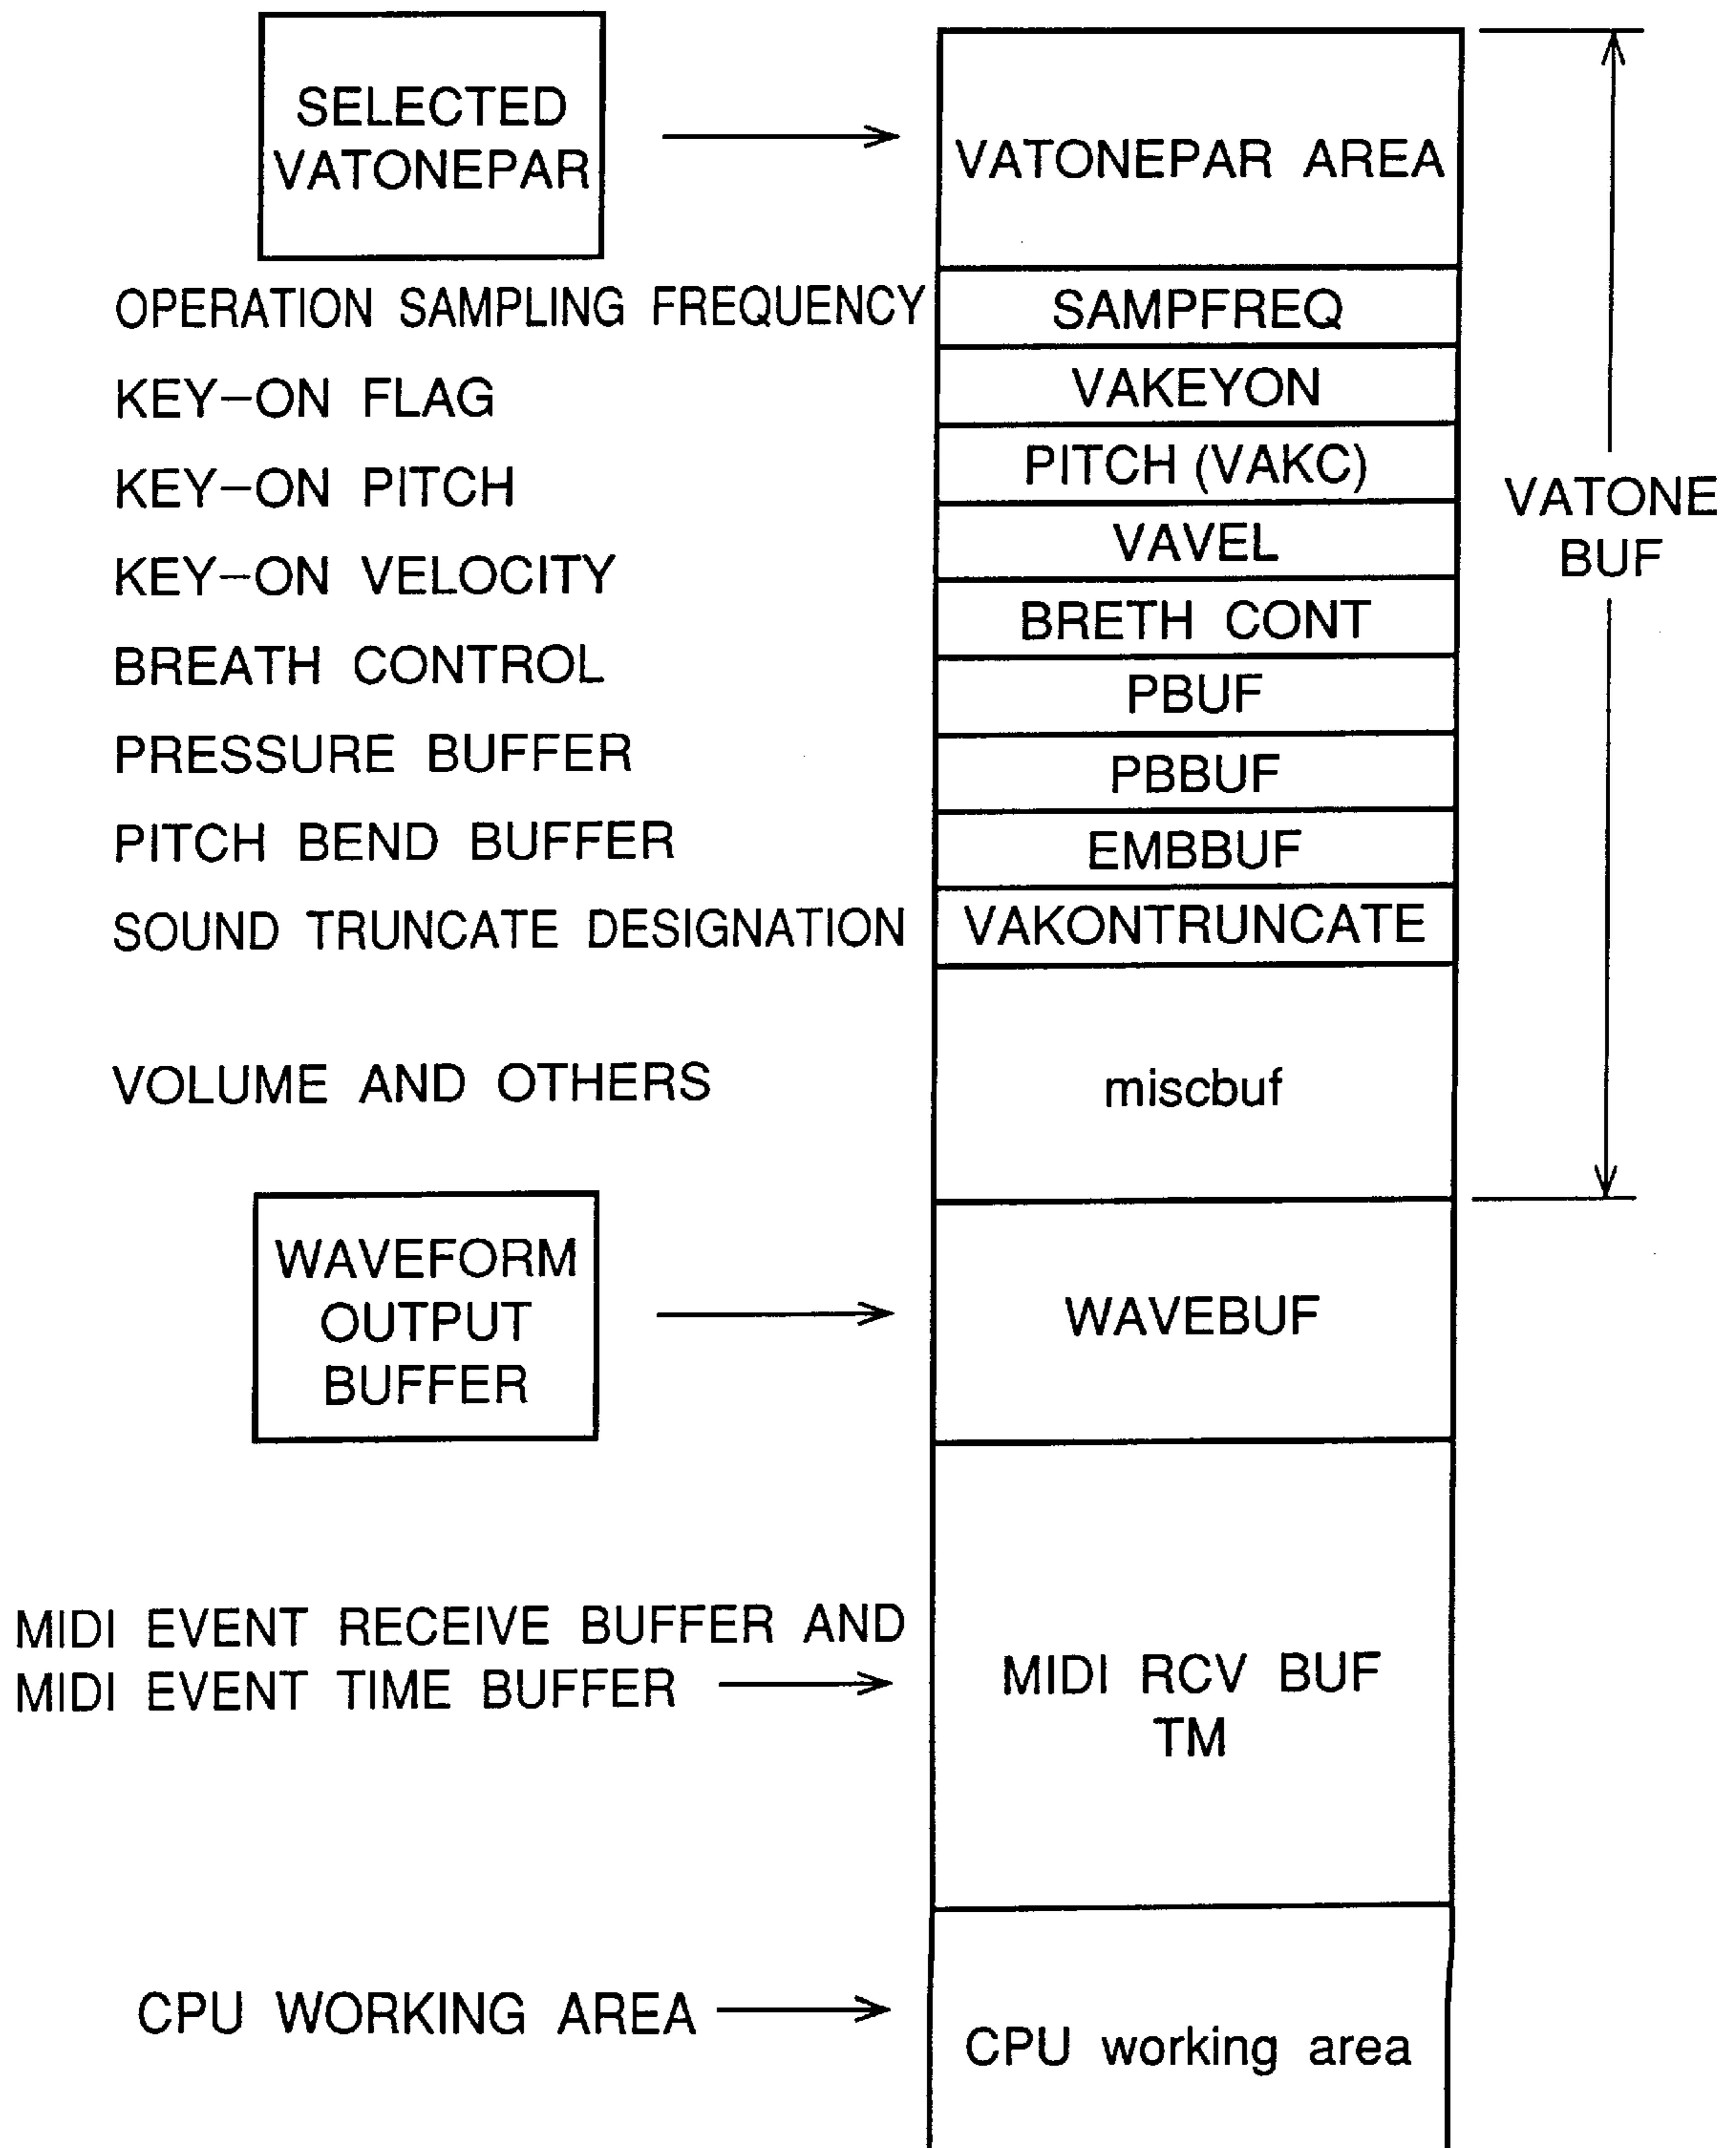 SELECTED
VATONEPAR
VATONEPAR AREA
OPERATION SAMPLING FREQUENCY
SAMPFREQ
KEY-ON FLAG
VAKEYON
KEY-ON PITCH
PITCH (VAKC)
KEY-ON VELOCITY
VAVEL
BREATH CONTROL
BRETH CONT
PRESSURE BUFFER
PBUF
PITCH BEND BUFFER
PBBUF
EMBBUF
SOUND TRUNCATE DESIGNATION
VAKONTRUNCATE
VOLUME AND OTHERS
miscbuf
VATONE
BUF
WAVEFORM
OUTPUT
BUFFER
WAVEBUF
MIDI EVENT RECEIVE BUFFER AND
MIDI EVENT TIME BUFFER
MIDI RCV BUF
TM
CPU WORKING AREA
CPU working area